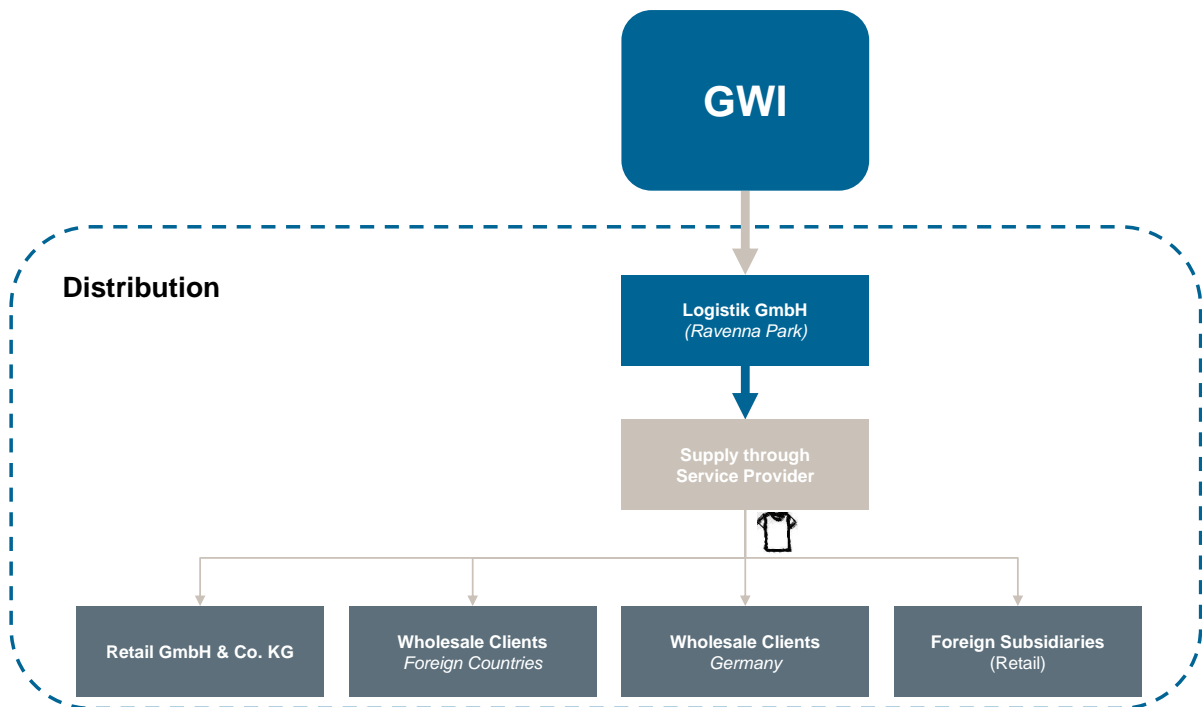 GWI
Distribution
Logistik GmbH
(Ravenna Park)
Supply through
Service Provider
Retail GmbH & Co. KG
Wholesale Clients
Foreign Countries
Wholesale Clients
Germany
Foreign Subsidiaries
(Retail)